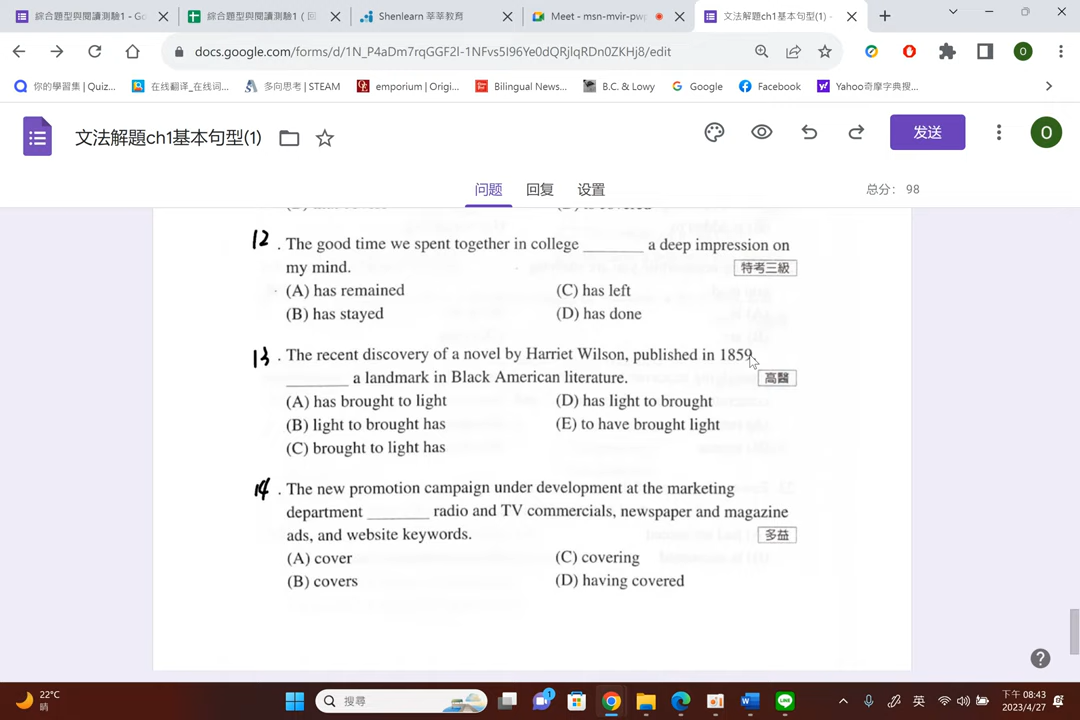 綜合題型與閱讀測驗1 - Go
綜合題型與閱讀測驗1 ( 國
Shenlearn 莘莘教育
Meet - msn-mvir-pwp
文法解題ch1基本句型(1) -
docs.google.com/forms/d/1N_P4aDm7rqGGF2l-1NFvs5I96Ye0dQRjlqRDn0ZKHj8/edit
你的學習集 | Quiz...
在线翻译_在线词...
多向思考 | STEAM
emporium | Origi...
Bilingual News...
B.C. & Lowy
Google
Facebook
Yahoo奇摩字典搜...
文法解題ch1基本句型(1)
发送
O
问题 回复 设置
总分： 98
12. The good time we spent together in college ______ a deep impression on
my mind. 特考三級
(A) has remained (C) has left
(B) has stayed (D) has done
13. The recent discovery of a novel by Harriet Wilson, published in 1859,
______ a landmark in Black American literature. 高醫
(A) has brought to light (D) has light to brought
(B) light to brought has (E) to have brought light
(C) brought to light has
14. The new promotion campaign under development at the marketing
department ______ radio and TV commercials, newspaper and magazine
ads, and website keywords. 多益
(A) cover (C) covering
(B) covers (D) having covered
22°C
晴
搜尋
1
英
下午 08:43
2023/4/27